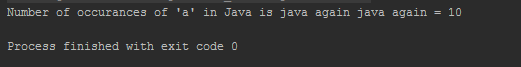 Number of occurances of 'a' in Java is java again java again = 10
Process finished with exit code 0